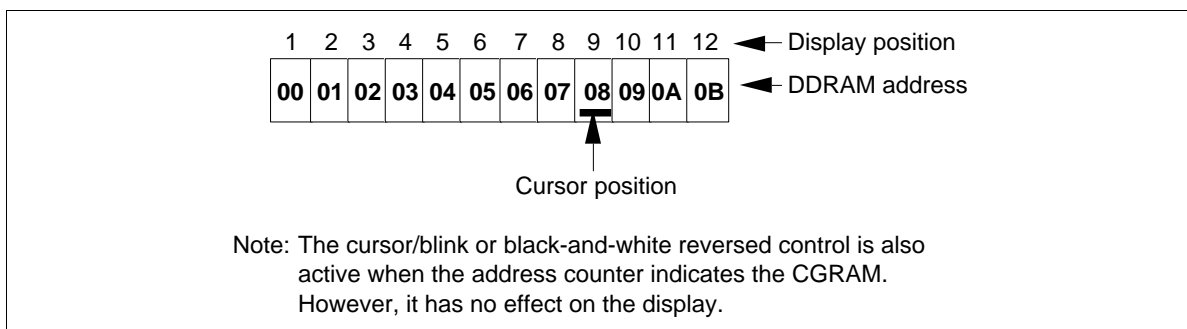 1 2 3 4 5 6 7 8 9 10 11 12 Display position
00 01 02 03 04 05 06 07 08 09 0A 0B DDRAM address
Cursor position
Note: The cursor/blink or black-and-white reversed control is also
active when the address counter indicates the CGRAM.
However, it has no effect on the display.